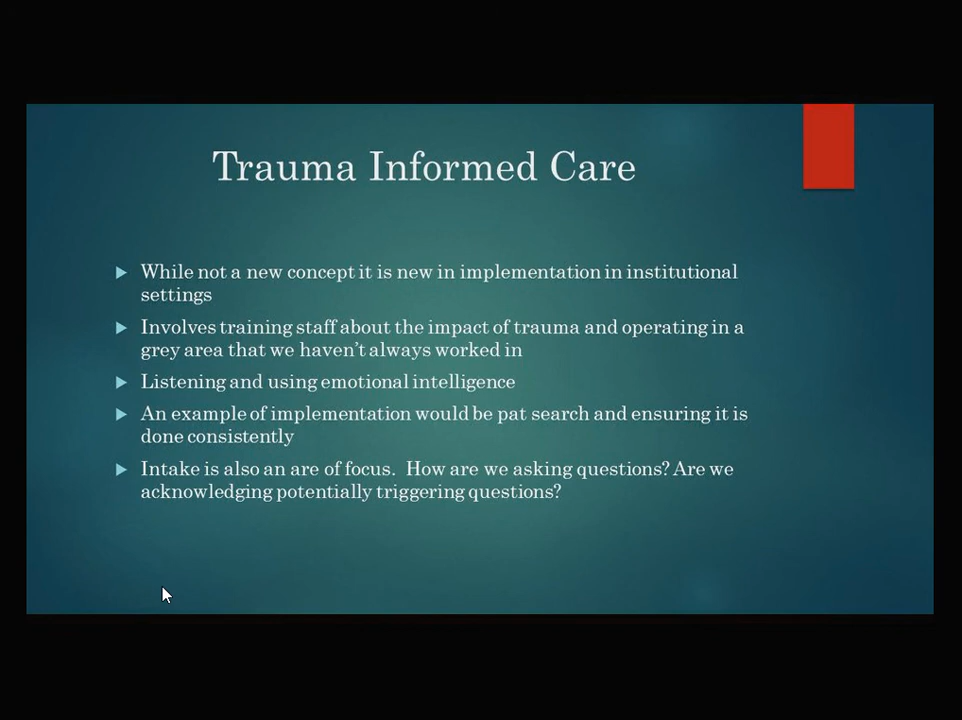 Trauma Informed Care
While not a new concept it is new in implementation in institutional
settings
Involves training staff about the impact of trauma and operating in a
grey area that we haven't always worked in
Listening and using emotional intelligence
An example of implementation would be pat search and ensuring it is
done consistently
Intake is also an are of focus.  How are we asking questions? Are we
acknowledging potentially triggering questions?